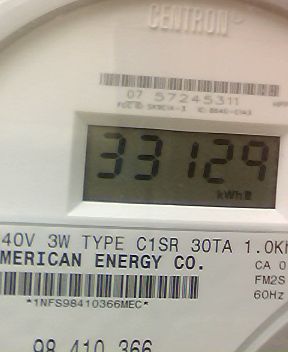 CENTRON®
07 57245311
33129
kWh
40V 3W TYPE C1SR 30TA 1.0Kh
MERICAN ENERGY CO. CA 0
FM2S
60Hz
*1NFS98410366MEC*
98 410 366